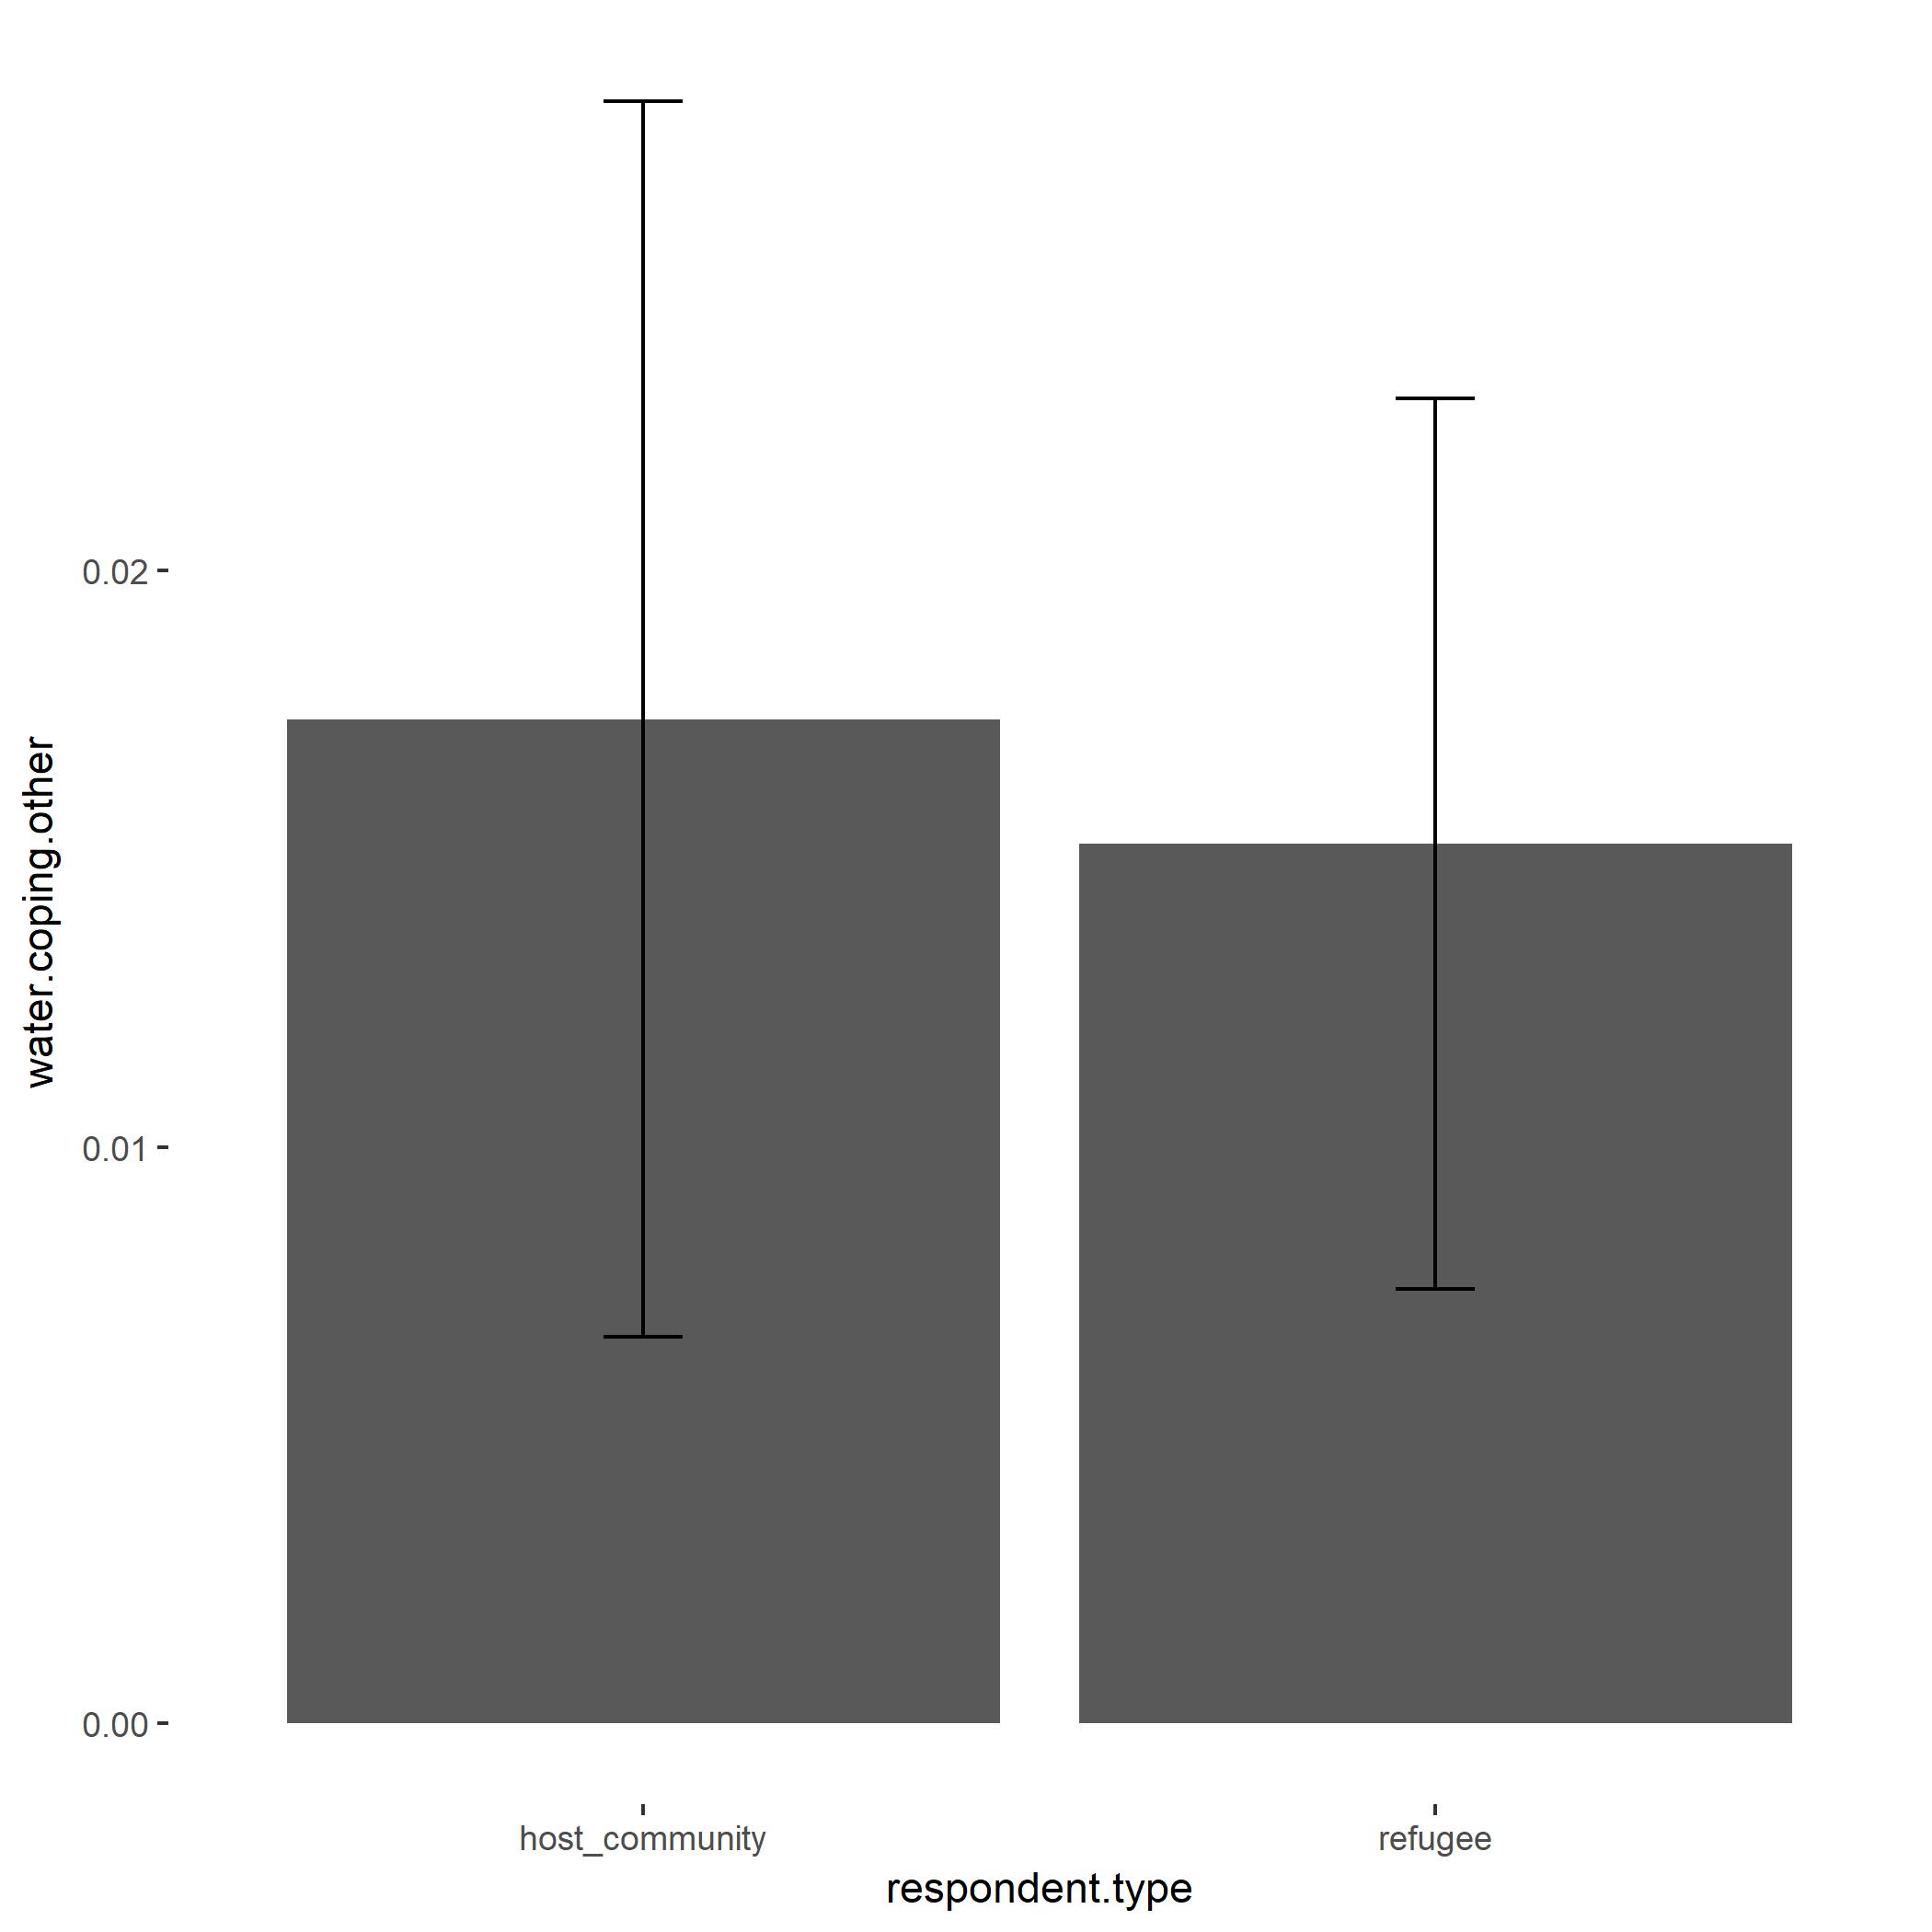 water.coping.other
0.02
0.01
0.00
host_community
refugee
respondent.type